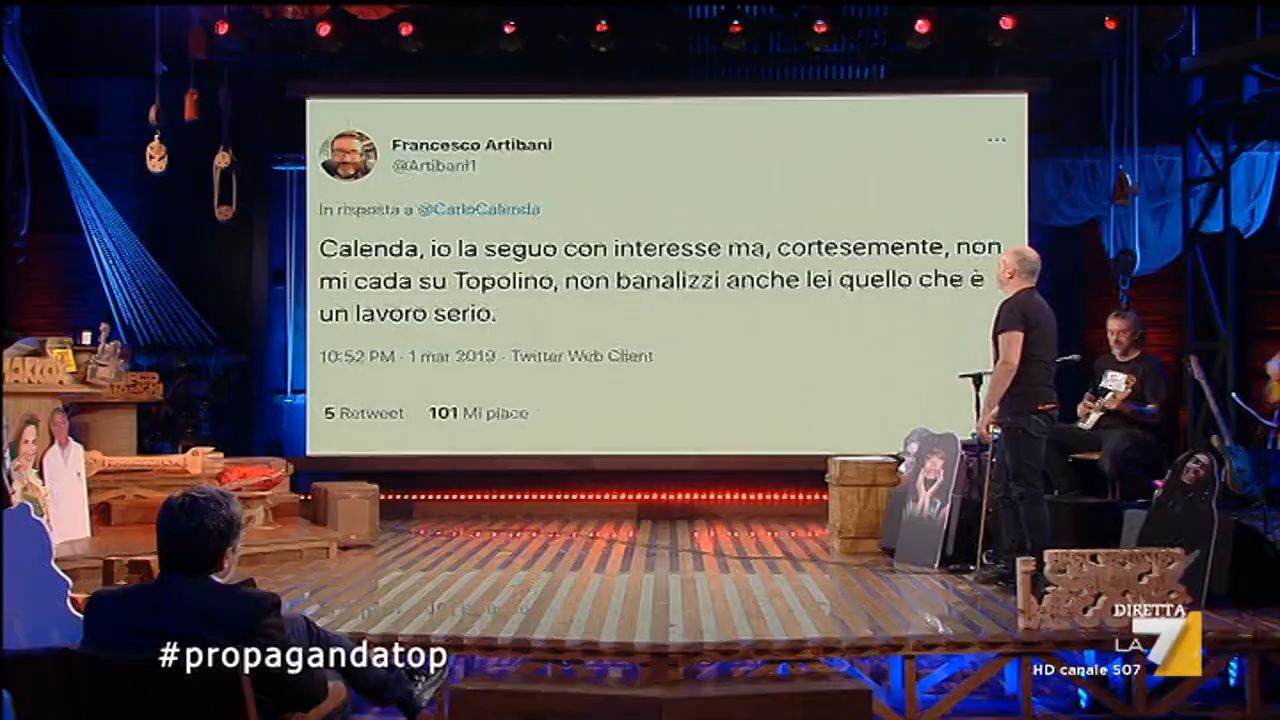 Francesco Artibani
@Artibani1
In risposta a @CarloCalenda
Calenda, io la seguo con interesse ma, cortesemente, non
mi cada su Topolino, non banalizzi anche lei quello che è
un lavoro serio.
10:52 PM · 1 mar 2019 · Twitter Web Client
5 Retweet 101 Mi piace
#propagandatop
DIRETTA
LA7
HD canale 507